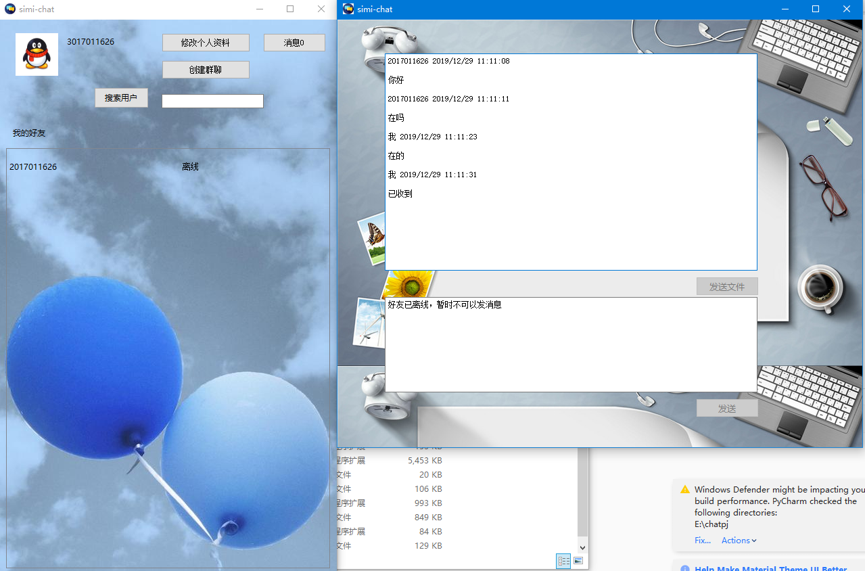 simi-chat
3017011626
修改个人资料
消息0
创建群聊
搜索用户
我的好友
2017011626
离线
simi-chat
2017011626 2019/12/29 11:11:08
你好
2017011626 2019/12/29 11:11:11
在吗
我 2019/12/29 11:11:23
在的
我 2019/12/29 11:11:31
已收到
发送文件
好友已离线，暂时不可以发消息
发送
程序扩展 5,453 KB
文件 20 KB
文件 106 KB
程序扩展 993 KB
文件 849 KB
程序扩展 84 KB
文件 129 KB
Windows Defender might be impacting you
build performance. PyCharm checked the
following directories:
E:\chatpj
Fix... Actions
Help Make Material Theme UI Better